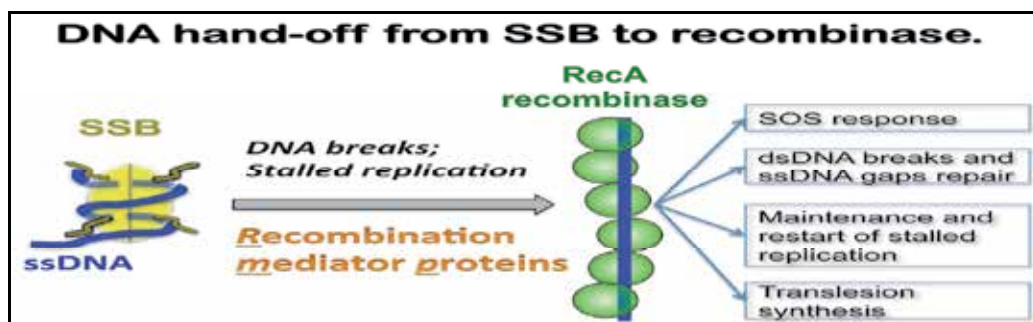 DNA hand-off from SSB to recombinase.
RecA
recombinase
SSB
ssDNA
DNA breaks;
Stalled replication
Recombination
mediator proteins
SOS response
dsDNA breaks and
ssDNA gaps repair
Maintenance and
restart of stalled
replication
Translesion
synthesis